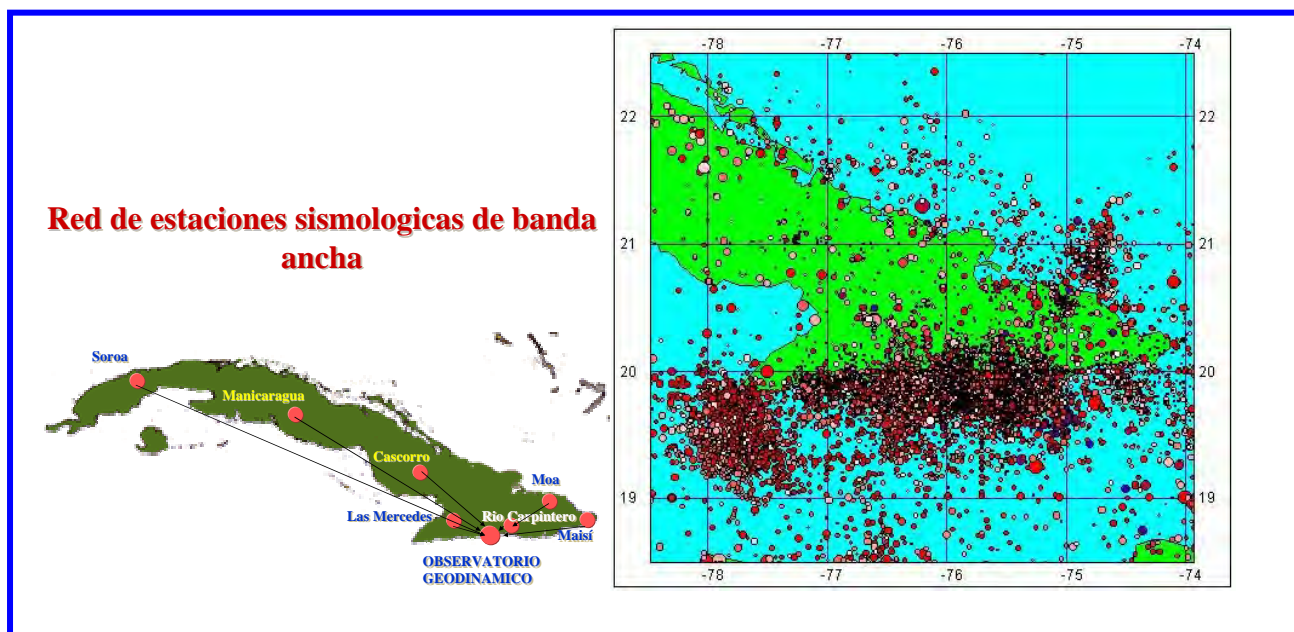 Red de estaciones sismologicas de banda
ancha
Soroa
Manicaragua
Cascorro
Moa
Las Mercedes
Rio Carpintero
Maisí
OBSERVATORIO
GEODINAMICO
-78 -77 -76 -75 -74
22 22
21 21
20 20
19 19
-78 -77 -76 -75 -74